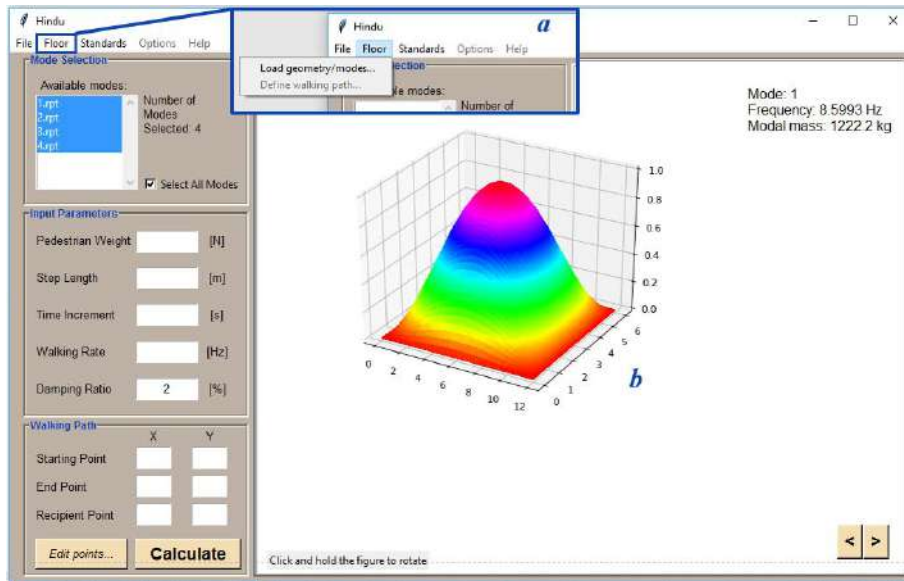 Hindu
File Floor Standards Options Help
Hindu
a
File Floor Standards Options Help
Load geometry/modes...
Define walking path...
Number of
Mode Selection
Available modes:
1.rpt
2.rpt
3.rpt
4.rpt
Number of
Modes
Selected: 4
Select All Modes
Input Parameters
Pedestrian Weight [N]
Step Length [m]
Time Increment [s]
Walking Rate [Hz]
Damping Ratio 2 [%]
Walking Path
X Y
Starting Point
End Point
Recipient Point
Edit points... Calculate
Mode: 1
Frequency: 8.5993 Hz
Modal mass: 1222.2 kg
1.0
0.8
0.6
0.4
0.2
0.0
0 2 4 6 8 10 12
0 1 2 3 4 5 6
b
Click and hold the figure to rotate
< >